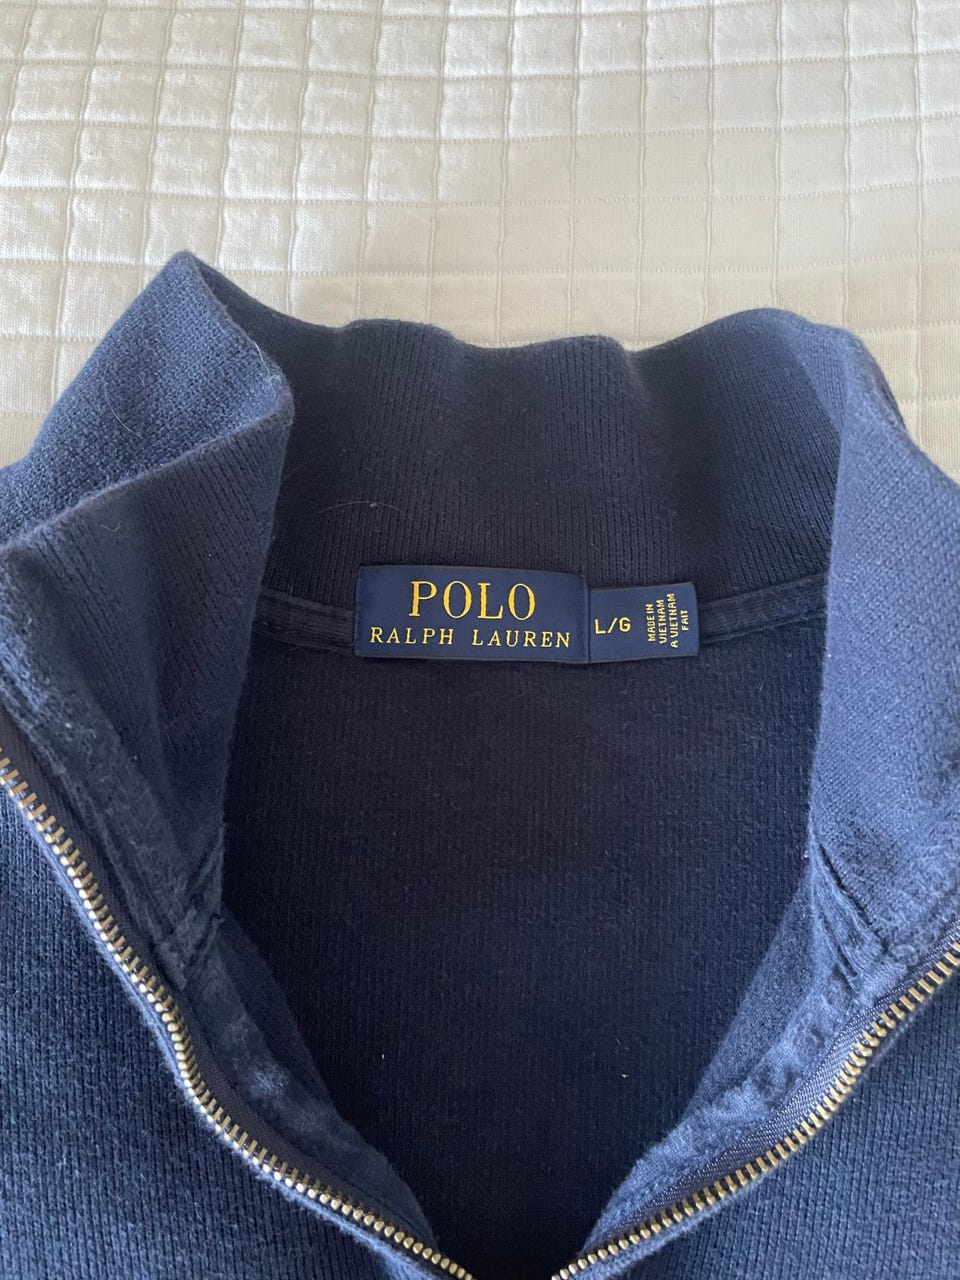 POLO
RALPH LAUREN
L/G
MADE IN
VIETNAM
FAIT
A VIETNAM